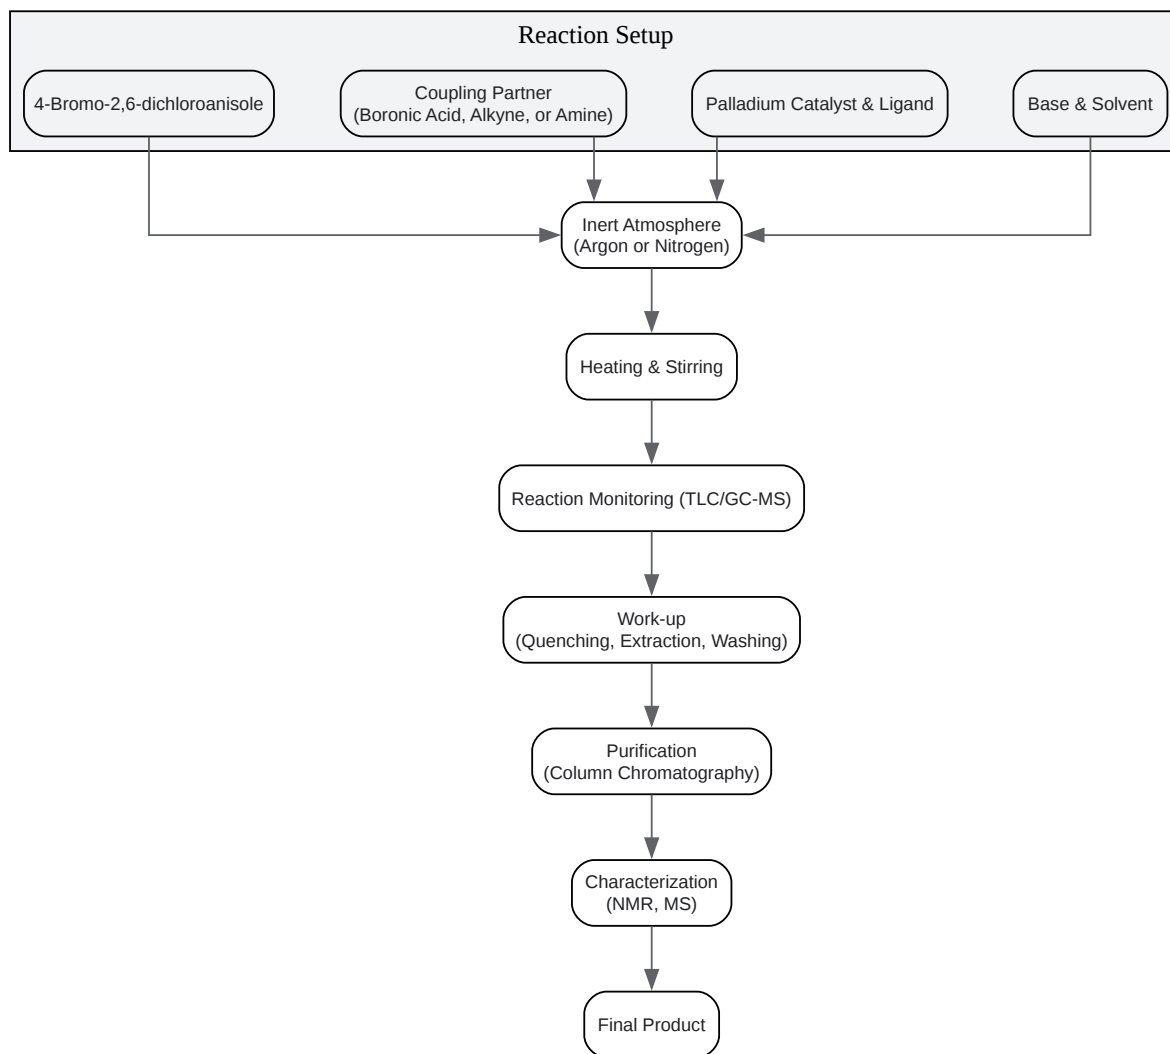 Reaction Setup
4-Bromo-2,6-dichloroanisole
Coupling Partner
(Boronic Acid, Alkyne, or Amine)
Palladium Catalyst & Ligand
Base & Solvent
Inert Atmosphere
(Argon or Nitrogen)
Heating & Stirring
Reaction Monitoring (TLC/GC-MS)
Work-up
(Quenching, Extraction, Washing)
Purification
(Column Chromatography)
Characterization
(NMR, MS)
Final Product